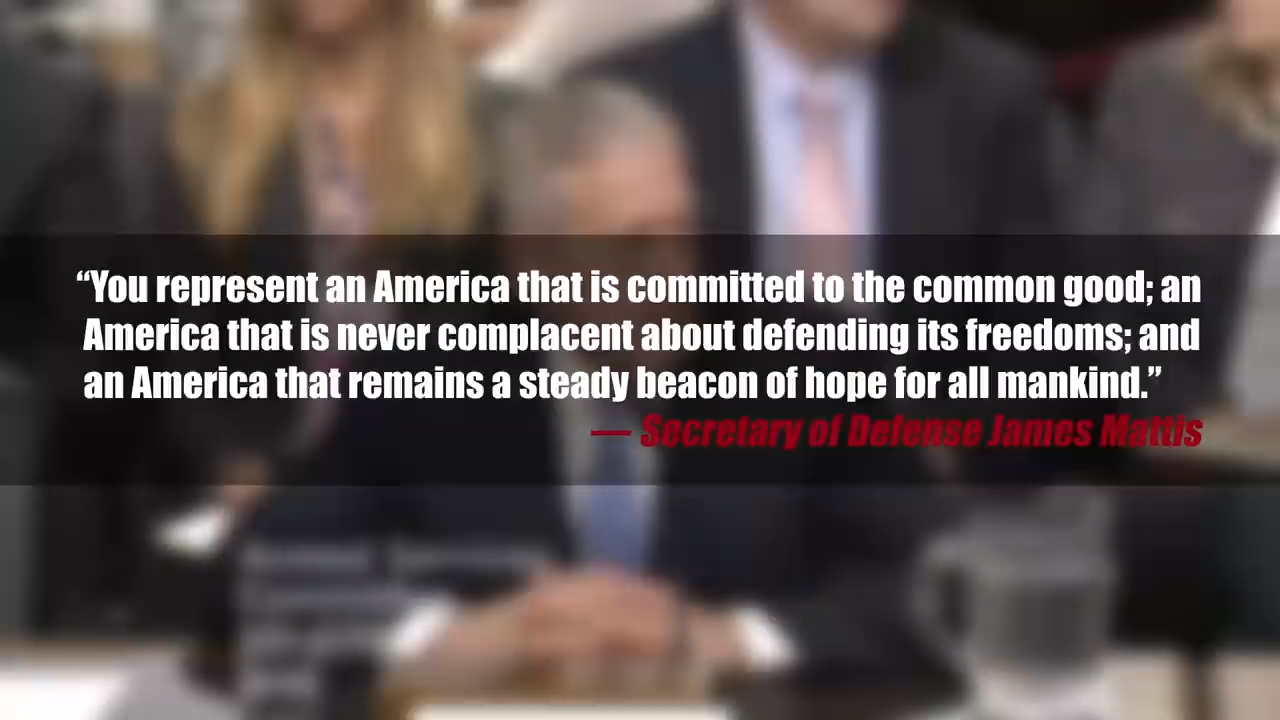 “You represent an America that is committed to the common good; an
America that is never complacent about defending its freedoms; and
an America that remains a steady beacon of hope for all mankind.”
— Secretary of Defense James Mattis